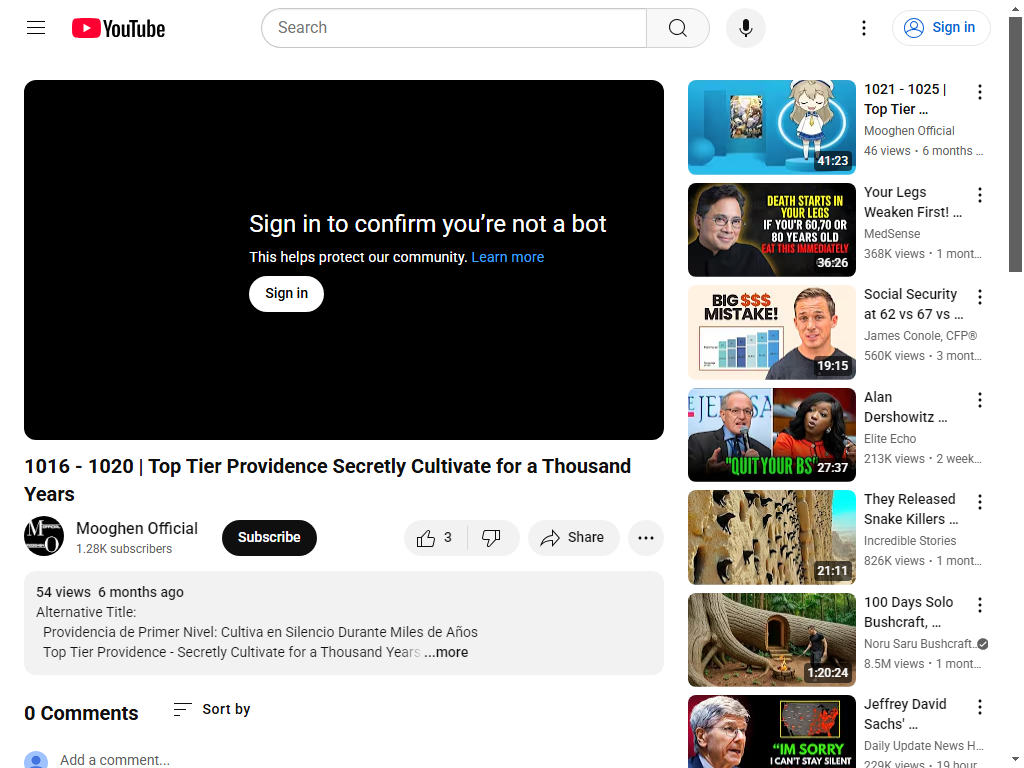 YouTube
Search
Sign in
Sign in to confirm you’re not a bot
This helps protect our community. Learn more
Sign in
1016 - 1020 | Top Tier Providence Secretly Cultivate for a Thousand
Years
Mooghen Official
1.28K subscribers
Subscribe
3
Share
54 views 6 months ago
Alternative Title:
Providencia de Primer Nivel: Cultiva en Silencio Durante Miles de Años
Top Tier Providence - Secretly Cultivate for a Thousand Years ...more
0 Comments
Sort by
Add a comment...
41:23
1021 - 1025 |
Top Tier ...
Mooghen Official
46 views • 6 months ...
DEATH STARTS IN
YOUR LEGS
IF YOU'R 60,70 OR
80 YEARS OLD
EAT THIS IMMEDIATELY
36:26
Your Legs
Weaken First! ...
MedSense
368K views • 1 mont...
BIG $$$
MISTAKE!
19:15
Social Security
at 62 vs 67 vs ...
James Conole, CFP®
560K views • 3 mont...
"QUIT YOUR BS"
27:37
Alan
Dershowitz ...
Elite Echo
213K views • 2 week...
21:11
They Released
Snake Killers ...
Incredible Stories
826K views • 1 mont...
1:20:24
100 Days Solo
Bushcraft, ...
Noru Saru Bushcraft...
8.5M views • 1 mont...
"IM SORRY
I CAN'T STAY SILENT
Jeffrey David
Sachs' ...
Daily Update News H...
229K views • 19 hour...